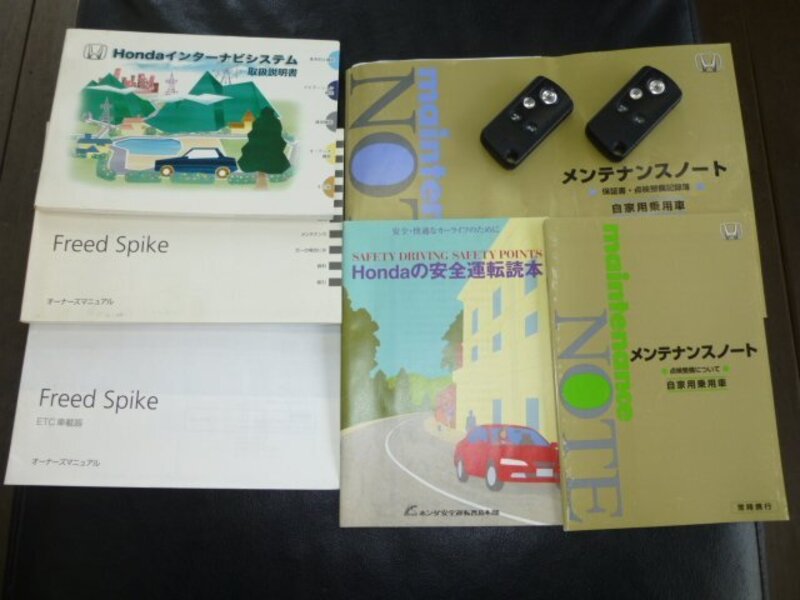 Hondaインターナビシステム
取扱説明書
Freed Spike
オーナーズマニュアル
Freed Spike
ETC車載器
オーナーズマニュアル
maintenance
NOTE
メンテナンスノート
保証書・点検整備記録簿
自家用乗用車
安全・快適なカーライフのために
SAFETY DRIVING SAFETY POINTS
Hondaの安全運転読本
maintenance
NOTE
メンテナンスノート
点検整備について
自家用乗用車
常時携行